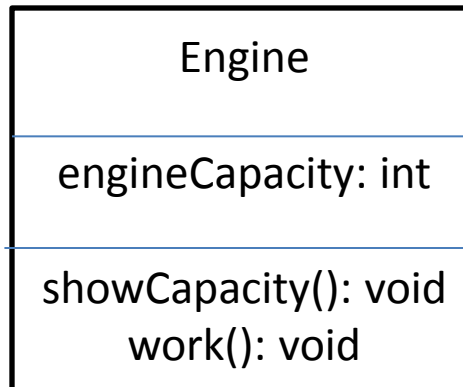 Engine
engineCapacity: int
showCapacity(): void
work(): void